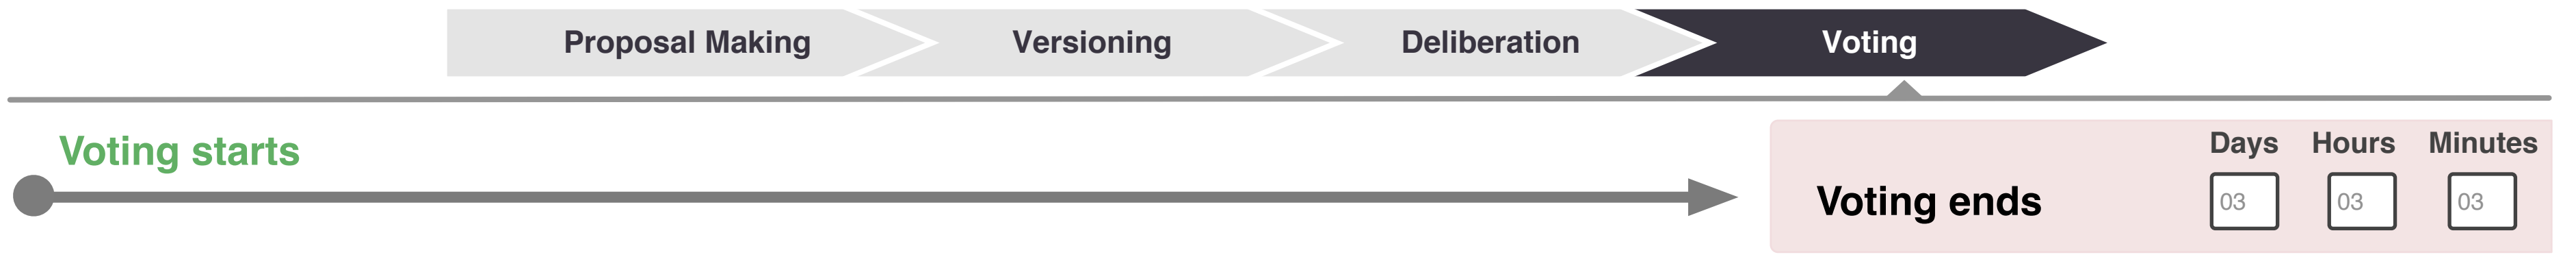 Proposal Making Versioning Deliberation Voting
Voting starts
Days Hours Minutes
Voting ends 03 03 03